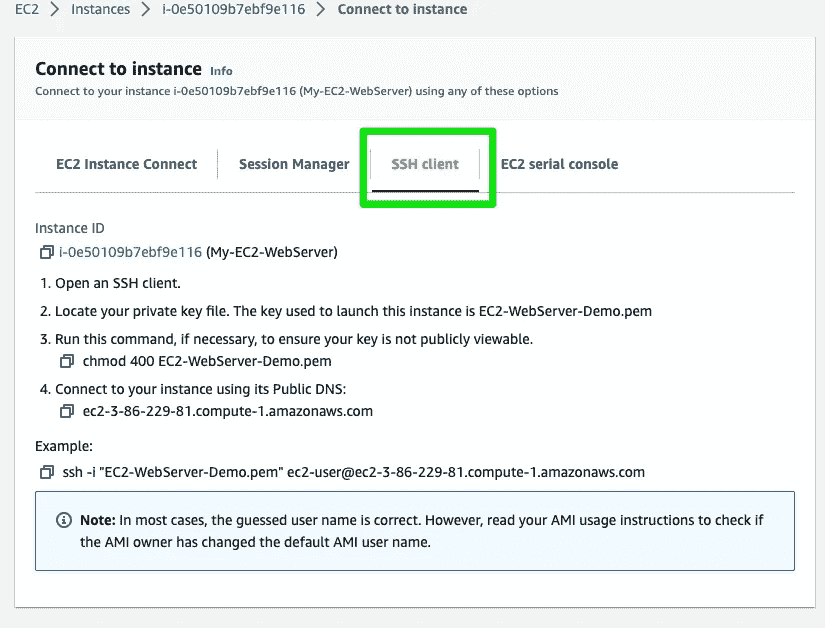 EC2 > Instances > i-0e50109b7ebf9e116 > Connect to instance
Connect to instance Info
Connect to your instance i-0e50109b7ebf9e116 (My-EC2-WebServer) using any of these options
EC2 Instance Connect
Session Manager
SSH client
EC2 serial console
Instance ID
i-0e50109b7ebf9e116 (My-EC2-WebServer)
1. Open an SSH client.
2. Locate your private key file. The key used to launch this instance is EC2-WebServer-Demo.pem
3. Run this command, if necessary, to ensure your key is not publicly viewable.
chmod 400 EC2-WebServer-Demo.pem
4. Connect to your instance using its Public DNS:
ec2-3-86-229-81.compute-1.amazonaws.com
Example:
ssh -i "EC2-WebServer-Demo.pem" ec2-user@ec2-3-86-229-81.compute-1.amazonaws.com
Note: In most cases, the guessed user name is correct. However, read your AMI usage instructions to check if
the AMI owner has changed the default AMI user name.